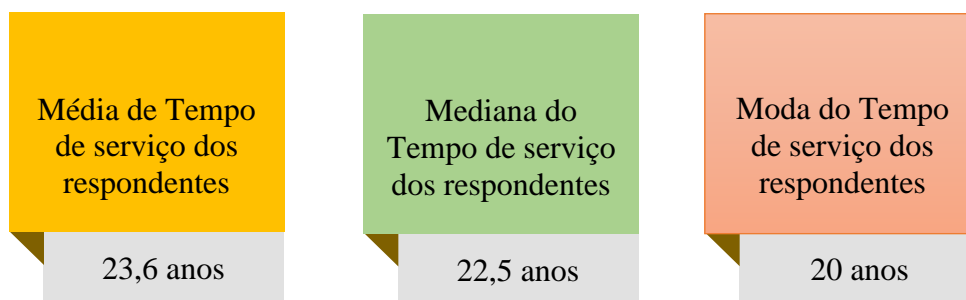 Média de Tempo
de serviço dos
respondentes
23,6 anos
Mediana do
Tempo de serviço
dos respondentes
22,5 anos
Moda do Tempo
de serviço dos
respondentes
20 anos